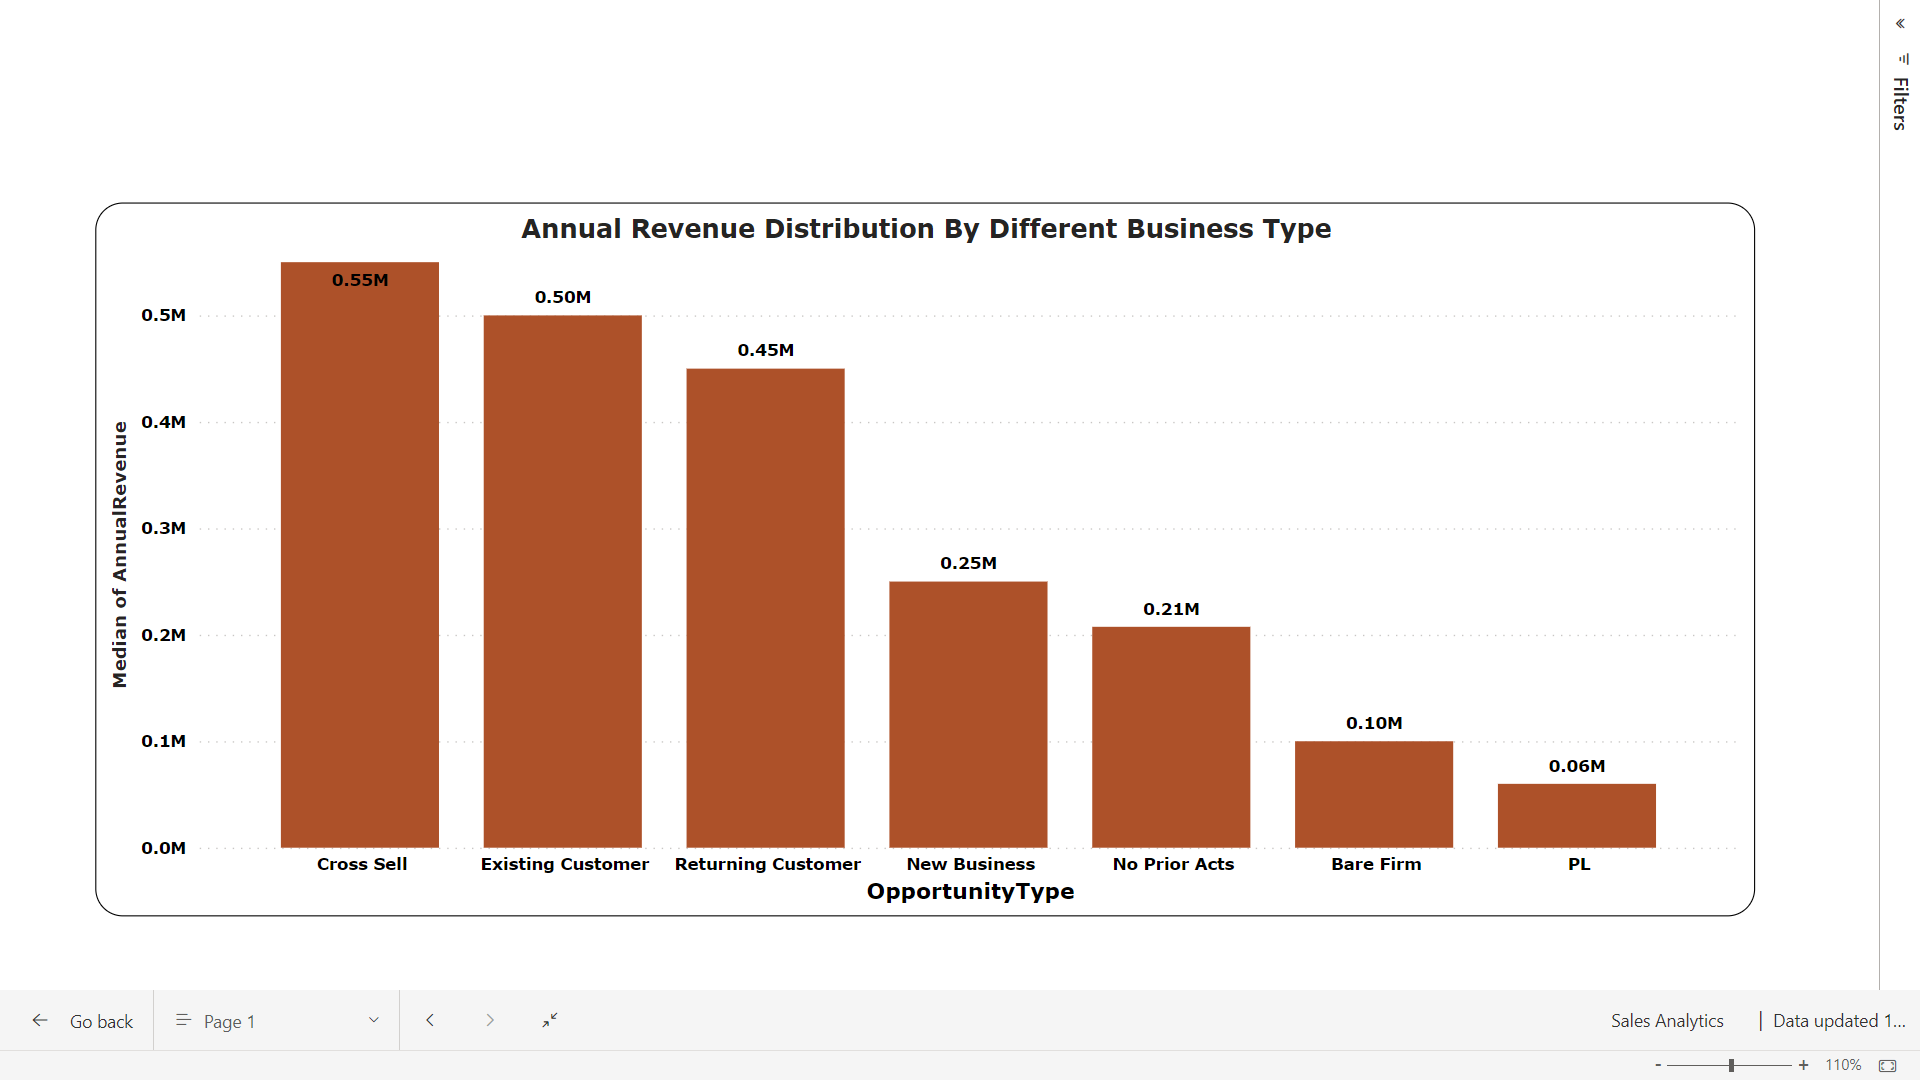 Filters
Annual Revenue Distribution By Different Business Type
0.55M
0.50M
0.45M
0.25M
0.21M
0.10M
0.06M
0.5M
0.4M
0.3M
0.2M
0.1M
0.0M
Median of AnnualRevenue
Cross Sell Existing Customer Returning Customer New Business No Prior Acts Bare Firm PL
OpportunityType
Go back Page 1 Sales Analytics | Data updated 1...
- + 110%